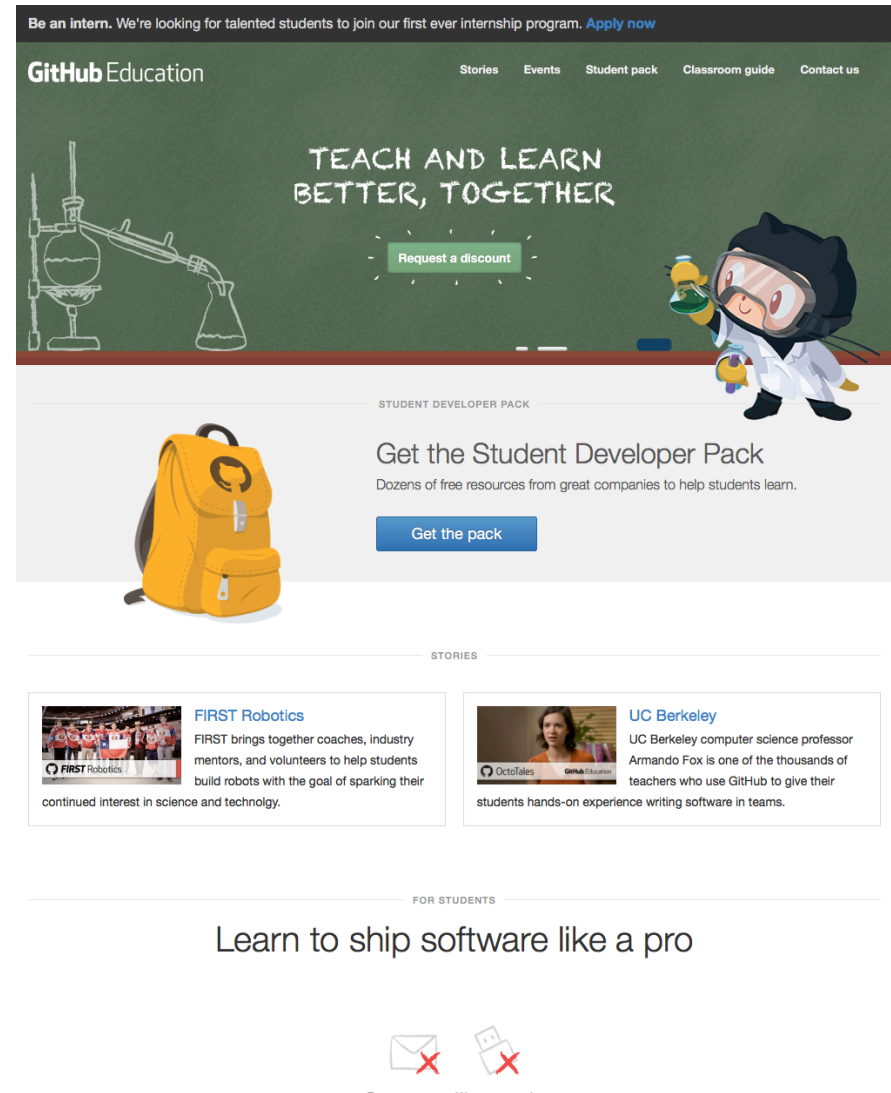 Be an intern. We're looking for talented students to join our first ever internship program. Apply now
GitHub Education
Stories Events Student pack Classroom guide Contact us
TEACH AND LEARN
BETTER, TOGETHER
Request a discount
STUDENT DEVELOPER PACK
Get the Student Developer Pack
Dozens of free resources from great companies to help students learn.
Get the pack
STORIES
FIRST Robotics
FIRST brings together coaches, industry
mentors, and volunteers to help students
build robots with the goal of sparking their
continued interest in science and technolgy.
FIRST Robotics
UC Berkeley
UC Berkeley computer science professor
Armando Fox is one of the thousands of
teachers who use GitHub to give their
students hands-on experience writing software in teams.
OctoTales GitHub Education
FOR STUDENTS
Learn to ship software like a pro